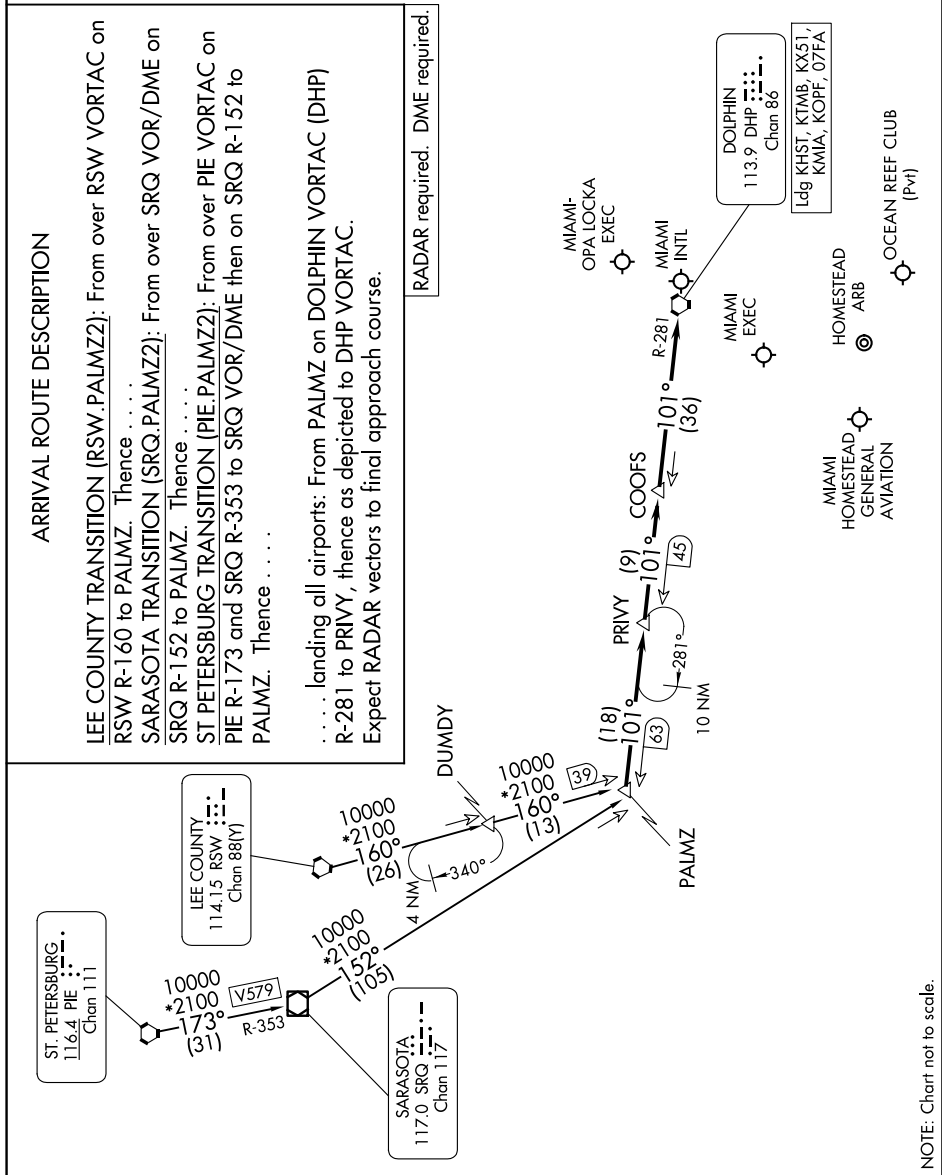 ARRIVAL ROUTE DESCRIPTION
LEE COUNTY TRANSITION (RSW.PALMZ2): From over RSW VORTAC on
RSW R-160 to PALMZ. Thence . . . .
SARASOTA TRANSITION (SRQ.PALMZ2): From over SRQ VOR/DME on
SRQ R-152 to PALMZ. Thence . . . .
ST PETERSBURG TRANSITION (PIE.PALMZ2): From over PIE VORTAC on
PIE R-173 and SRQ R-353 to SRQ VOR/DME then on SRQ R-152 to
PALMZ. Thence . . . .
. . . . landing all airports: From PALMZ on DOLPHIN VORTAC (DHP)
R-281 to PRIVY, thence as depicted to DHP VORTAC.
Expect RADAR vectors to final approach course.
RADAR required. DME required.
ST. PETERSBURG
116.4 PIE
Chan 111
10000
*2100
173°
(31)
V579
R-353
SARASOTA
117.0 SRQ
Chan 117
LEE COUNTY
114.15 RSW
Chan 88(Y)
10000
*2100
160°
(26)
4 NM
340°
DUMDY
10000
*2100
152°
(105)
10000
*2100
160°
(13)
39
PALMZ
(18)
101°
63
10 NM
281°
PRIVY
(9)
101°
45
COOFS
101°
(36)
R-281
DOLPHIN
113.9 DHP
Chan 86
Ldg KHST, KTMB, KX51,
KMIA, KOPF, 07FA
MIAMI-
OPA LOCKA
EXEC
MIAMI
INTL
MIAMI
EXEC
HOMESTEAD
ARB
OCEAN REEF CLUB
(Pvt)
MIAMI
HOMESTEAD
GENERAL
AVIATION
NOTE: Chart not to scale.